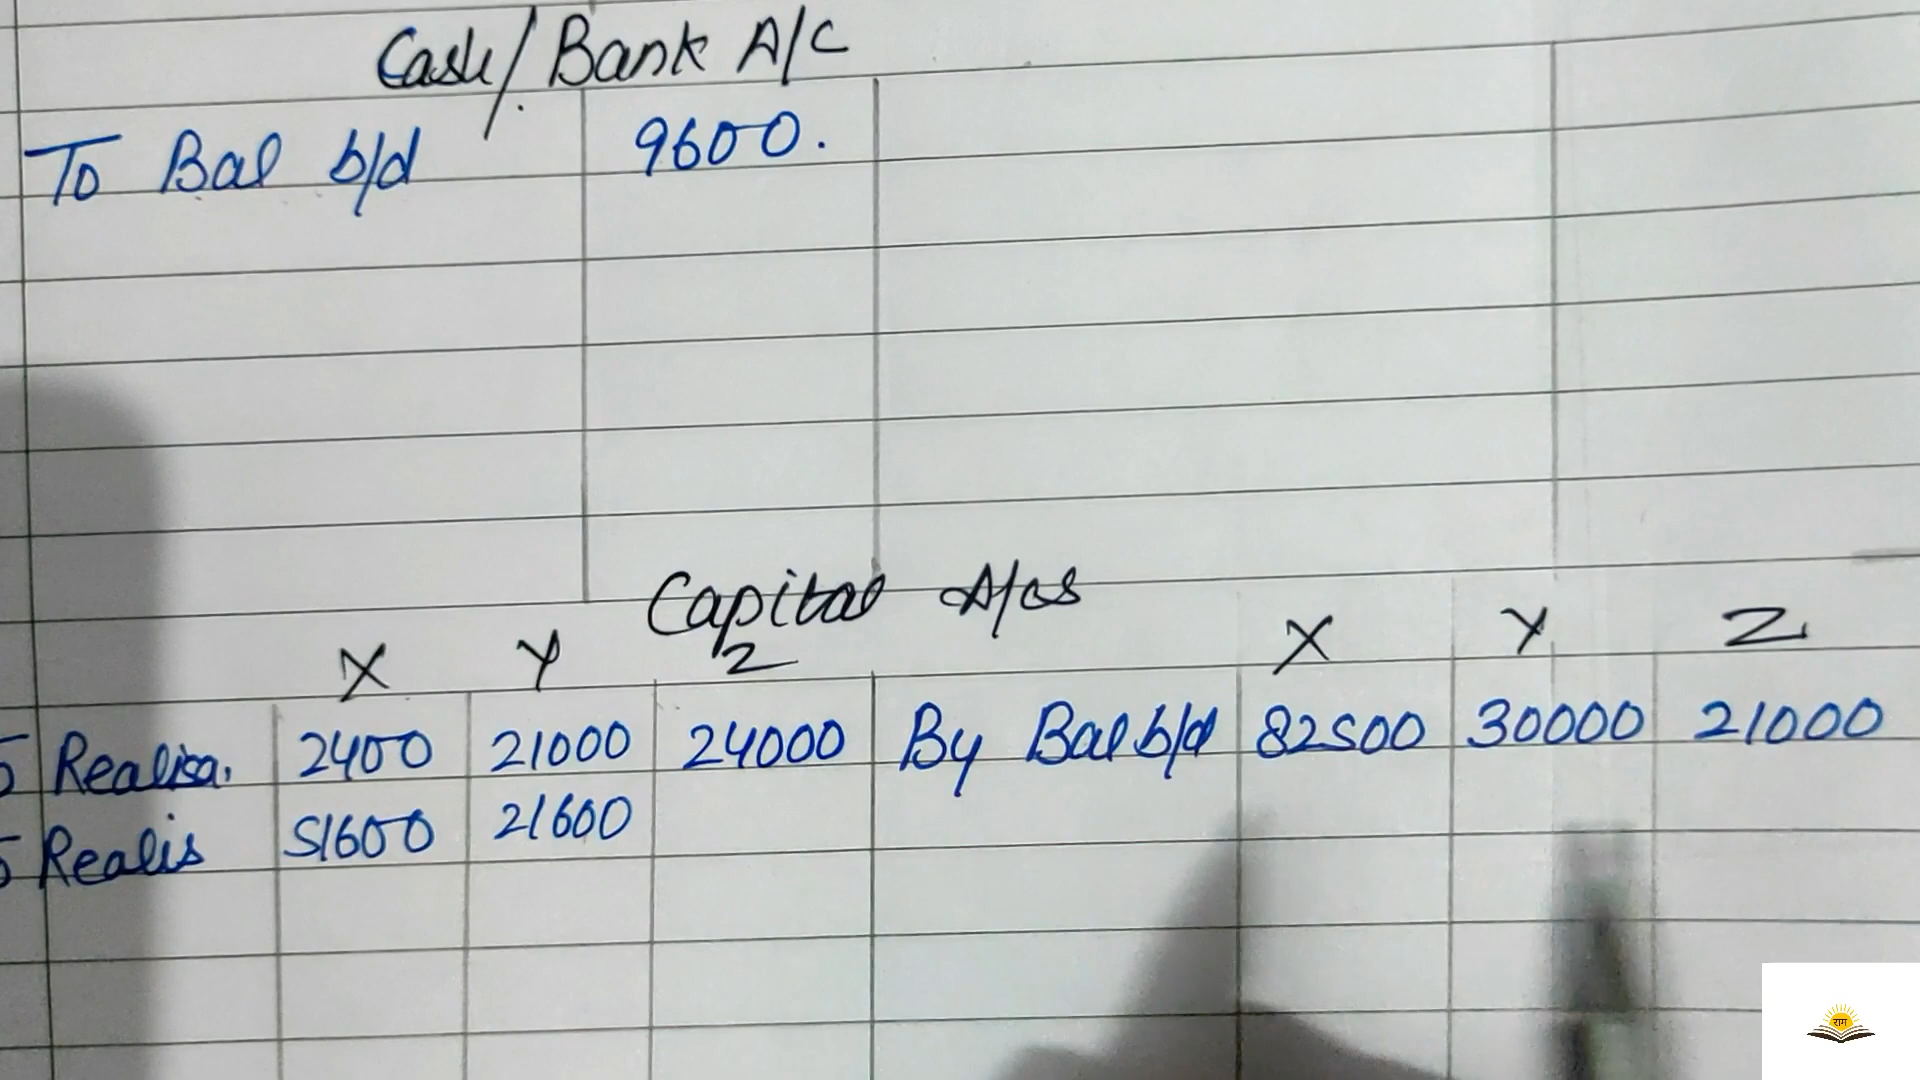 Cash/Bank A/C
To Bal b/d 9600.
Capital A/cs
X Y Z X Y Z
Realisa. 2400 21000 24000 By Bal b/d 82500 30000 21000
Realis 51600 21600
राग